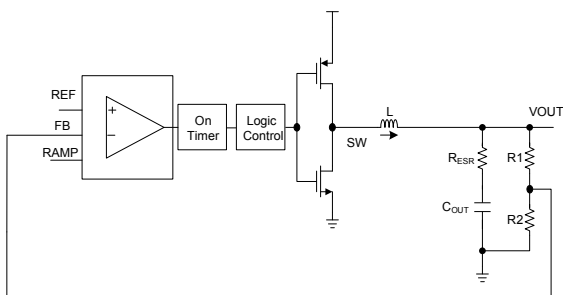 REF
FB
RAMP
+
−
On
Timer
Logic
Control
SW
L
VOUT
RESR
COUT
R1
R2